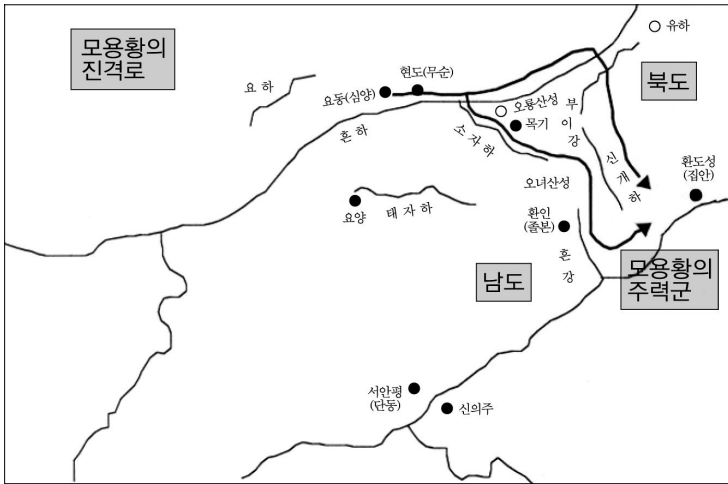 모용황의
진격로
유하
북도
현도(무순)
요동(심양)
요하
오룡산성
목기
부이강
소자하
흔하
신개하
환도성
(집안)
오녀산성
요양
태자하
환인
(졸본)
흔강
남도
모용황의
주력군
서안평
(단동)
신의주